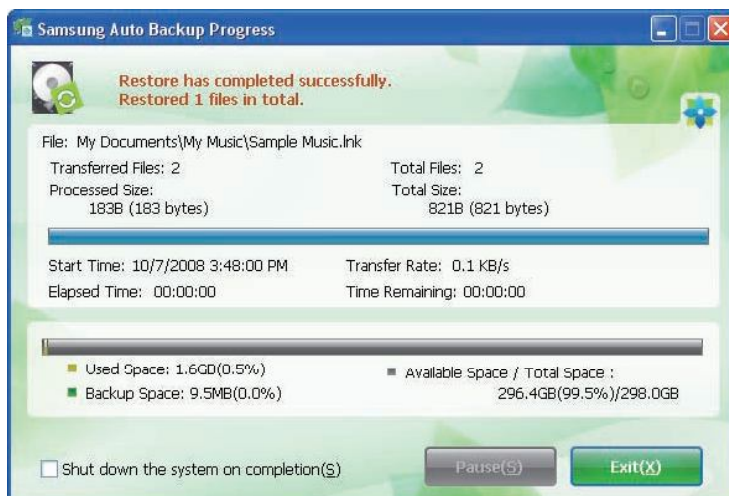 Samsung Auto Backup Progress
Restore has completed successfully.
Restored 1 files in total.
File: My Documents\My Music\Sample Music.lnk
Transferred Files: 2
Total Files: 2
Processed Size:
Total Size:
183B (183 bytes)
821B (821 bytes)
Start Time: 10/7/2008 3:48:00 PM
Transfer Rate: 0.1 KB/s
Elapsed Time: 00:00:00
Time Remaining: 00:00:00
Used Space: 1.6GB(0.5%)
Available Space / Total Space :
Backup Space: 9.5MB(0.0%)
296.4GB(99.5%)/298.0GB
Shut down the system on completion(S)
Pause(S)
Exit(X)